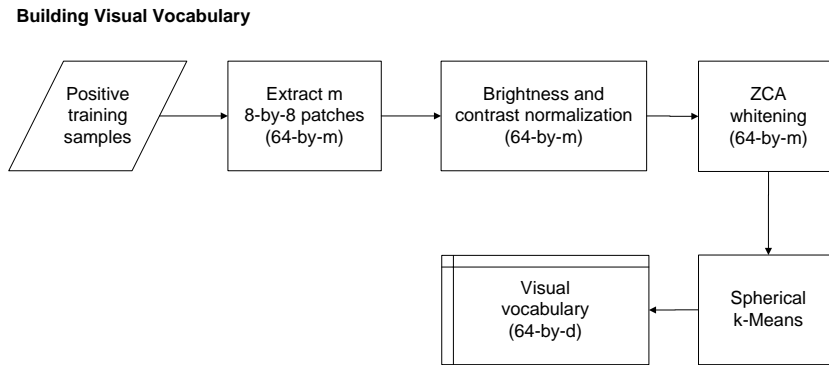 Building Visual Vocabulary
Positive
training
samples
Extract m
8-by-8 patches
(64-by-m)
Brightness and
contrast normalization
(64-by-m)
ZCA
whitening
(64-by-m)
Visual
vocabulary
(64-by-d)
Spherical
k-Means